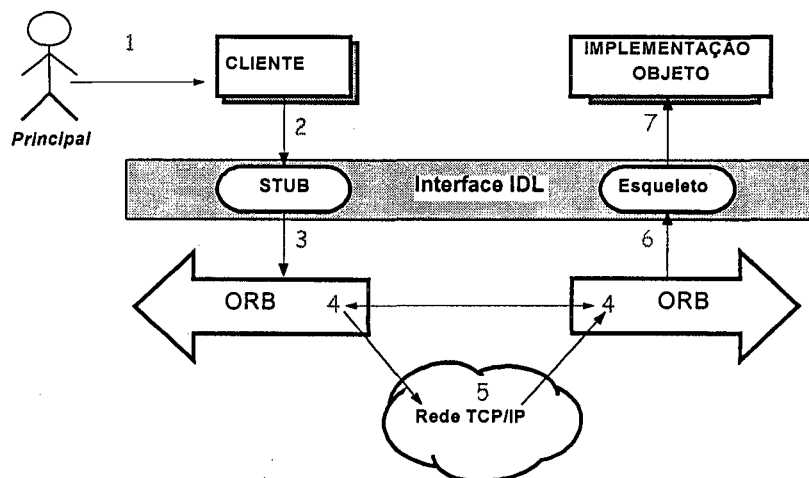 1
Principal
CLIENTE
IMPLEMENTAÇÃO
OBJETO
2
7
STUB
Interface IDL
Esqueleto
3
6
ORB
4
4
ORB
5
Rede TCP/IP